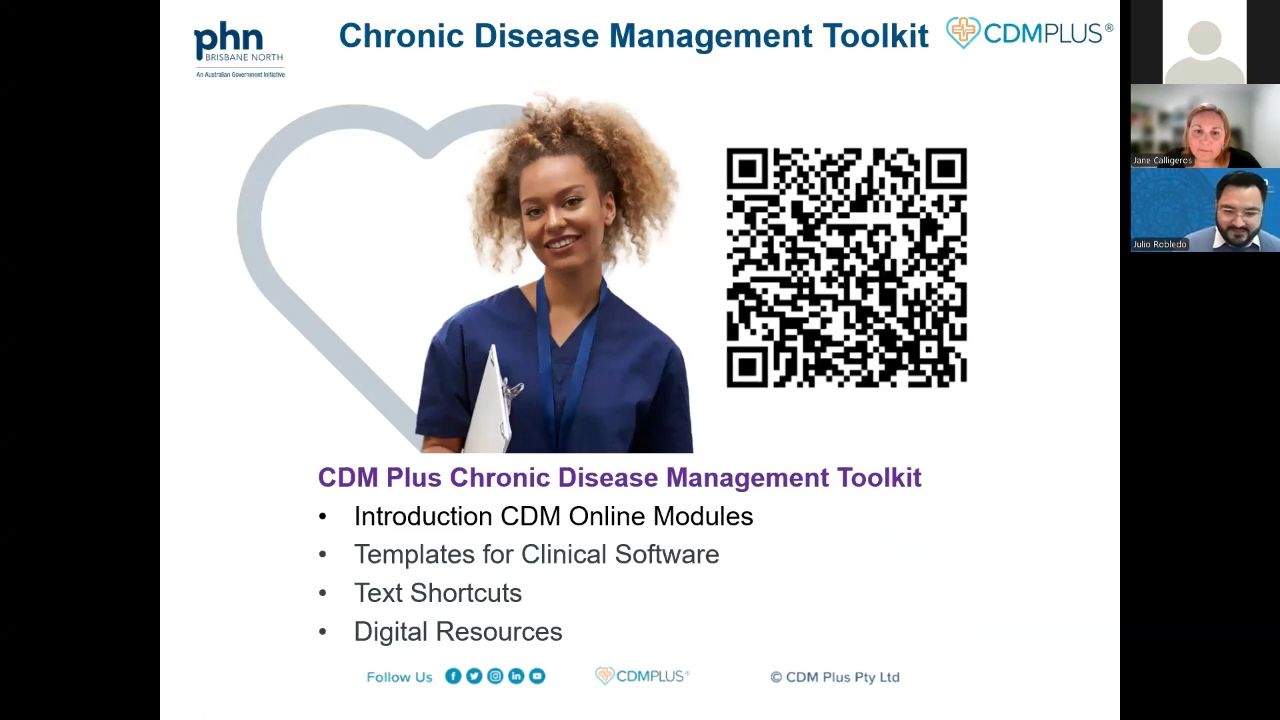 phn
BRISBANE NORTH
An Australian Government Initiative
Chronic Disease Management Toolkit
CDMPLUS®
Jane Calligeros
Julio Robledo
CDM Plus Chronic Disease Management Toolkit
• Introduction CDM Online Modules
• Templates for Clinical Software
• Text Shortcuts
• Digital Resources
Follow Us
CDMPLUS®
© CDM Plus Pty Ltd